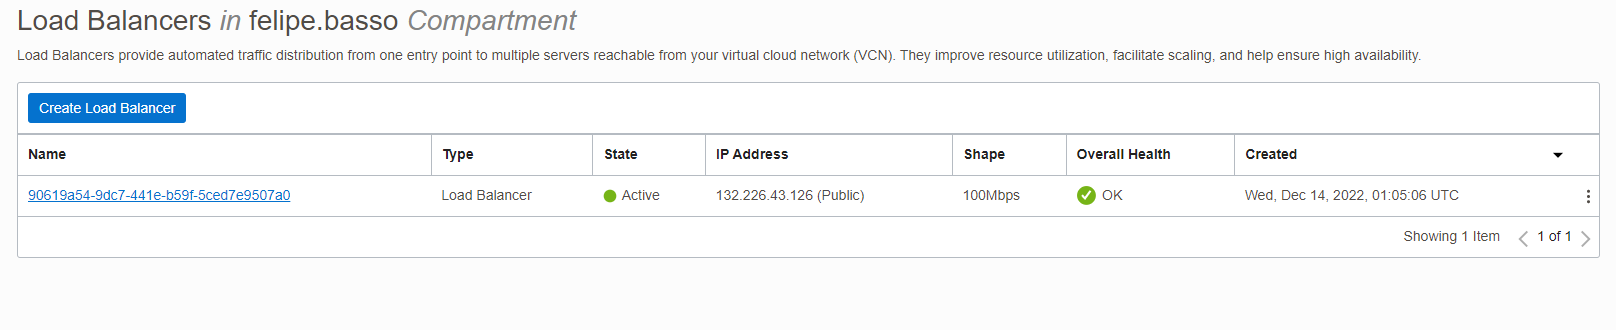 Load Balancers in felipe.basso Compartment
Load Balancers provide automated traffic distribution from one entry point to multiple servers reachable from your virtual cloud network (VCN). They improve resource utilization, facilitate scaling, and help ensure high availability.
Create Load Balancer
Name Type State IP Address Shape Overall Health Created
90619a54-9dc7-441e-b59f-5ced7e9507a0 Load Balancer Active 132.226.43.126 (Public) 100Mbps OK Wed, Dec 14, 2022, 01:05:06 UTC
Showing 1 Item 1 of 1